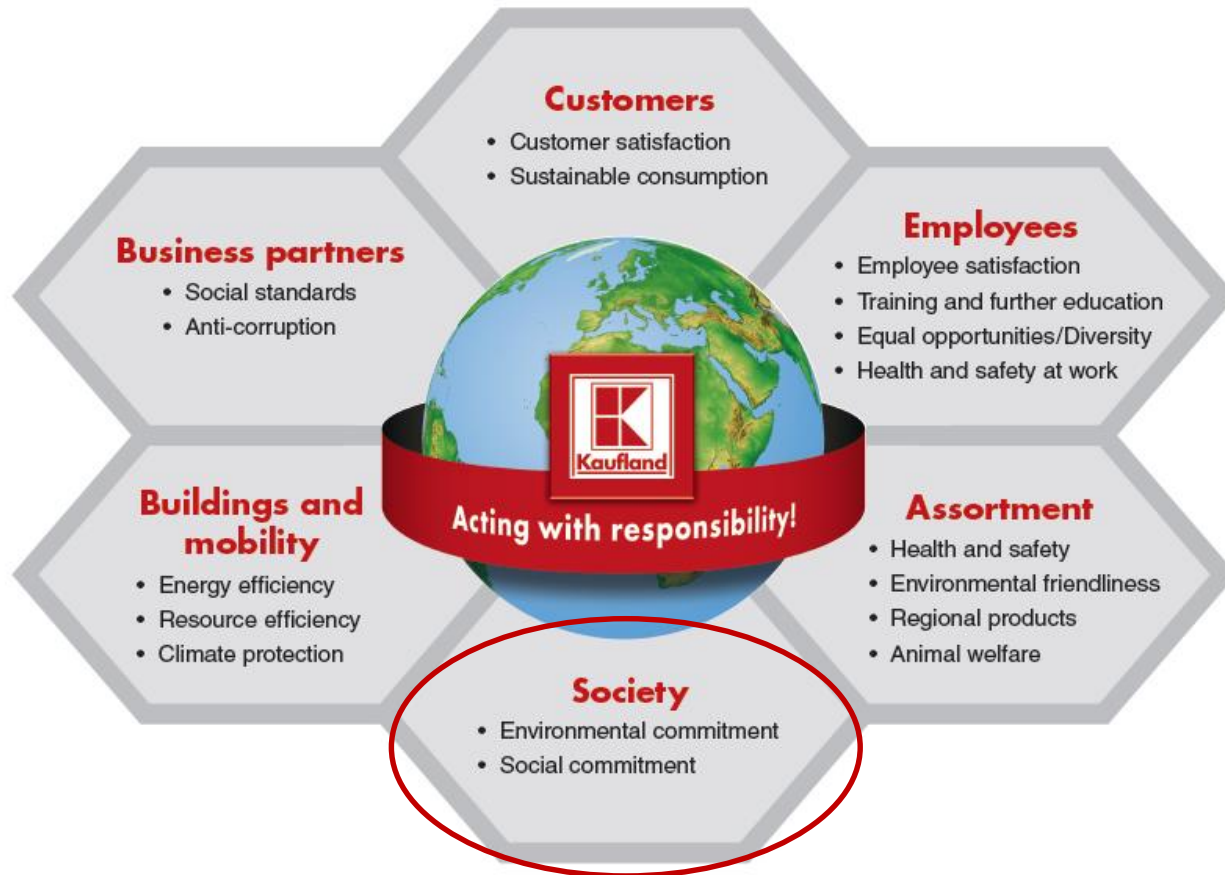 Customers
• Customer satisfaction
• Sustainable consumption
Business partners
• Social standards
• Anti-corruption
Employees
• Employee satisfaction
• Training and further education
• Equal opportunities/Diversity
• Health and safety at work
Kaufland
Acting with responsibility!
Buildings and
mobility
• Energy efficiency
• Resource efficiency
• Climate protection
Assortment
• Health and safety
• Environmental friendliness
• Regional products
• Animal welfare
Society
• Environmental commitment
• Social commitment